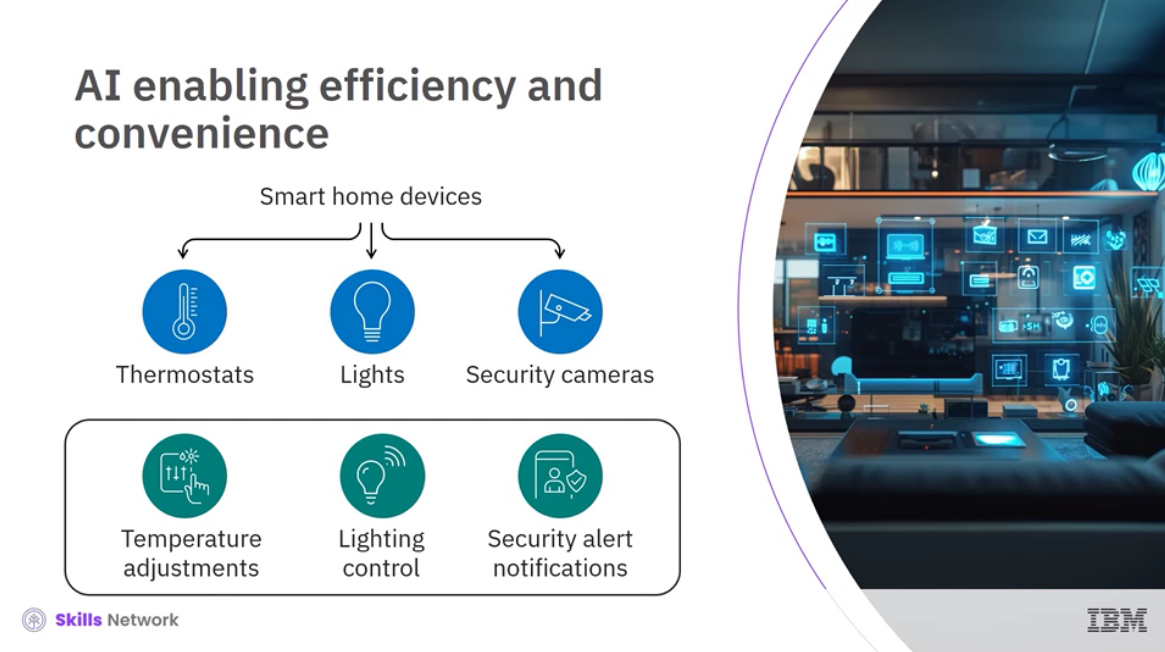 AI enabling efficiency and
convenience
Smart home devices
Thermostats
Lights
Security cameras
Temperature
adjustments
Lighting
control
Security alert
notifications
Skills Network
IBM